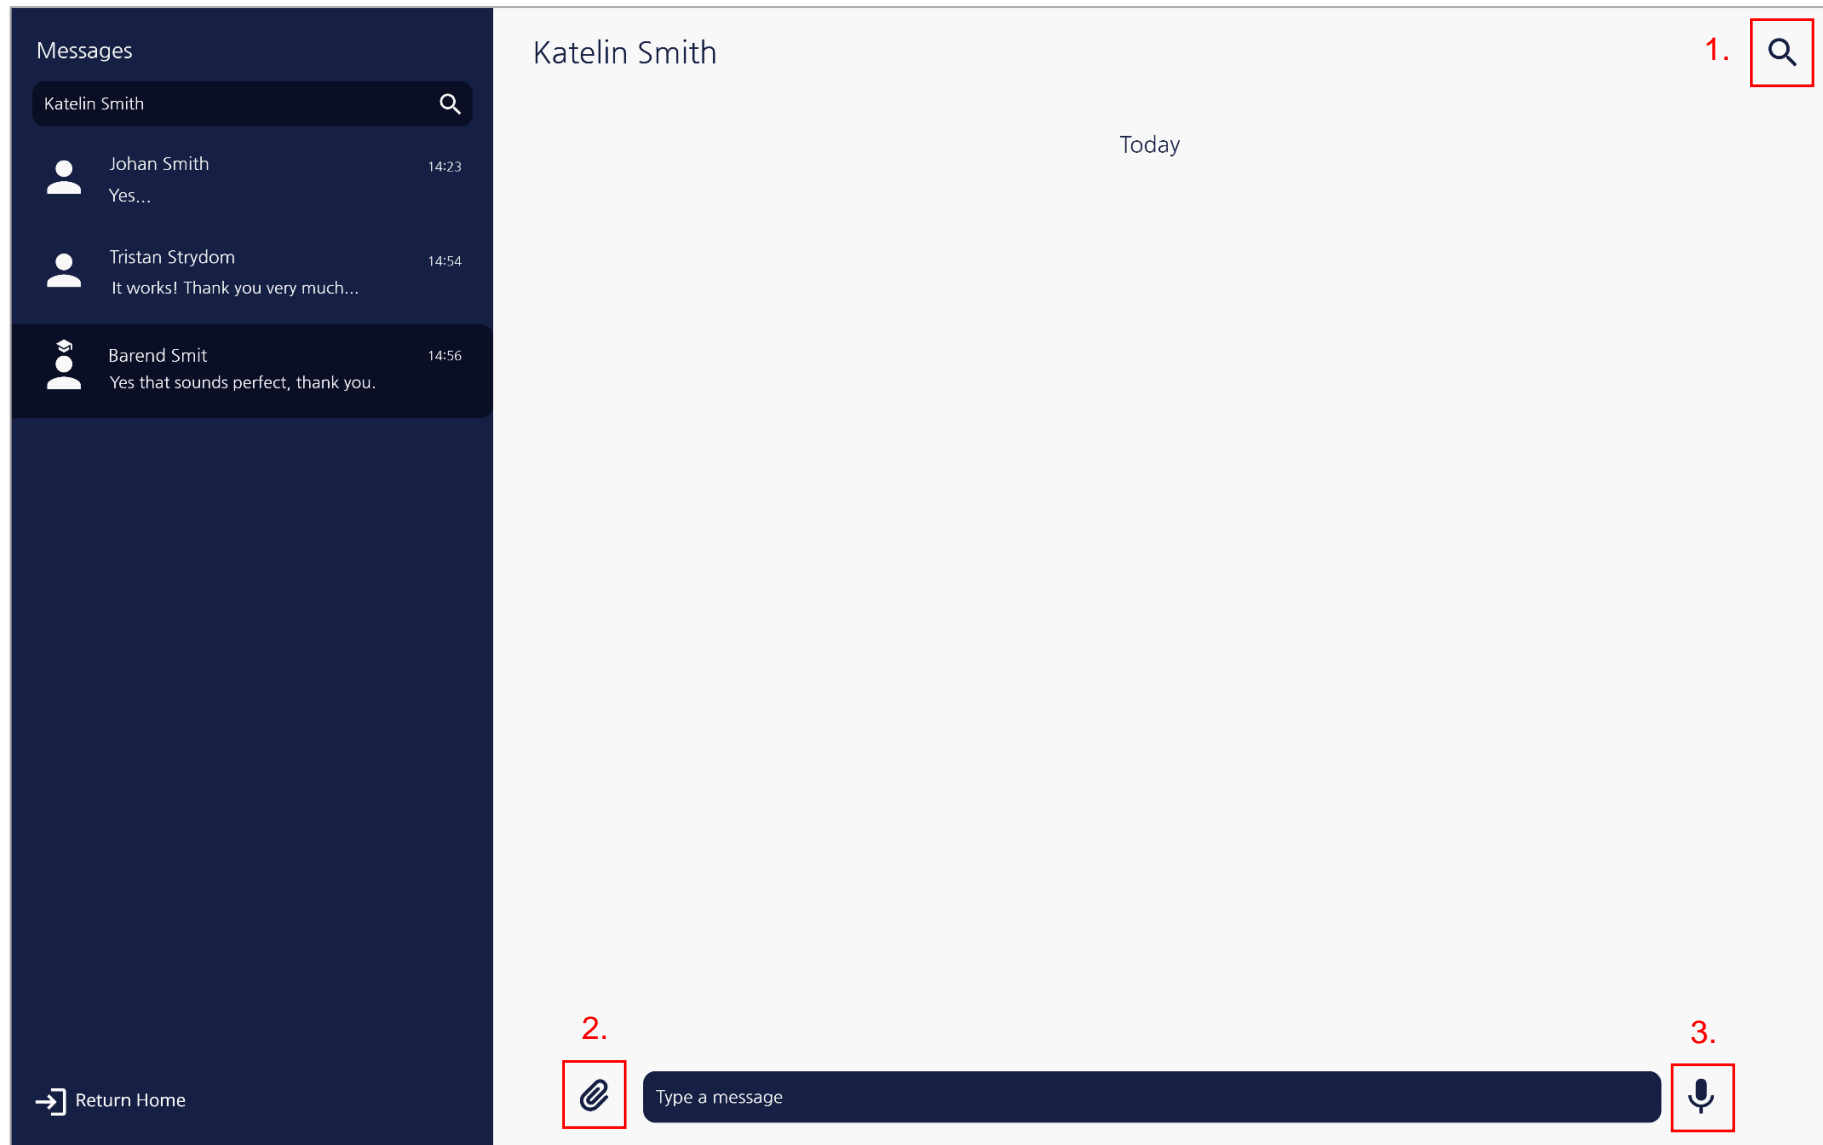 Messages
Katelin Smith
Johan Smith 14:23
Yes...
Tristan Strydom 14:54
It works! Thank you very much...
Barend Smit 14:56
Yes that sounds perfect, thank you.
Return Home
Katelin Smith
1.
Today
2.
Type a message
3.